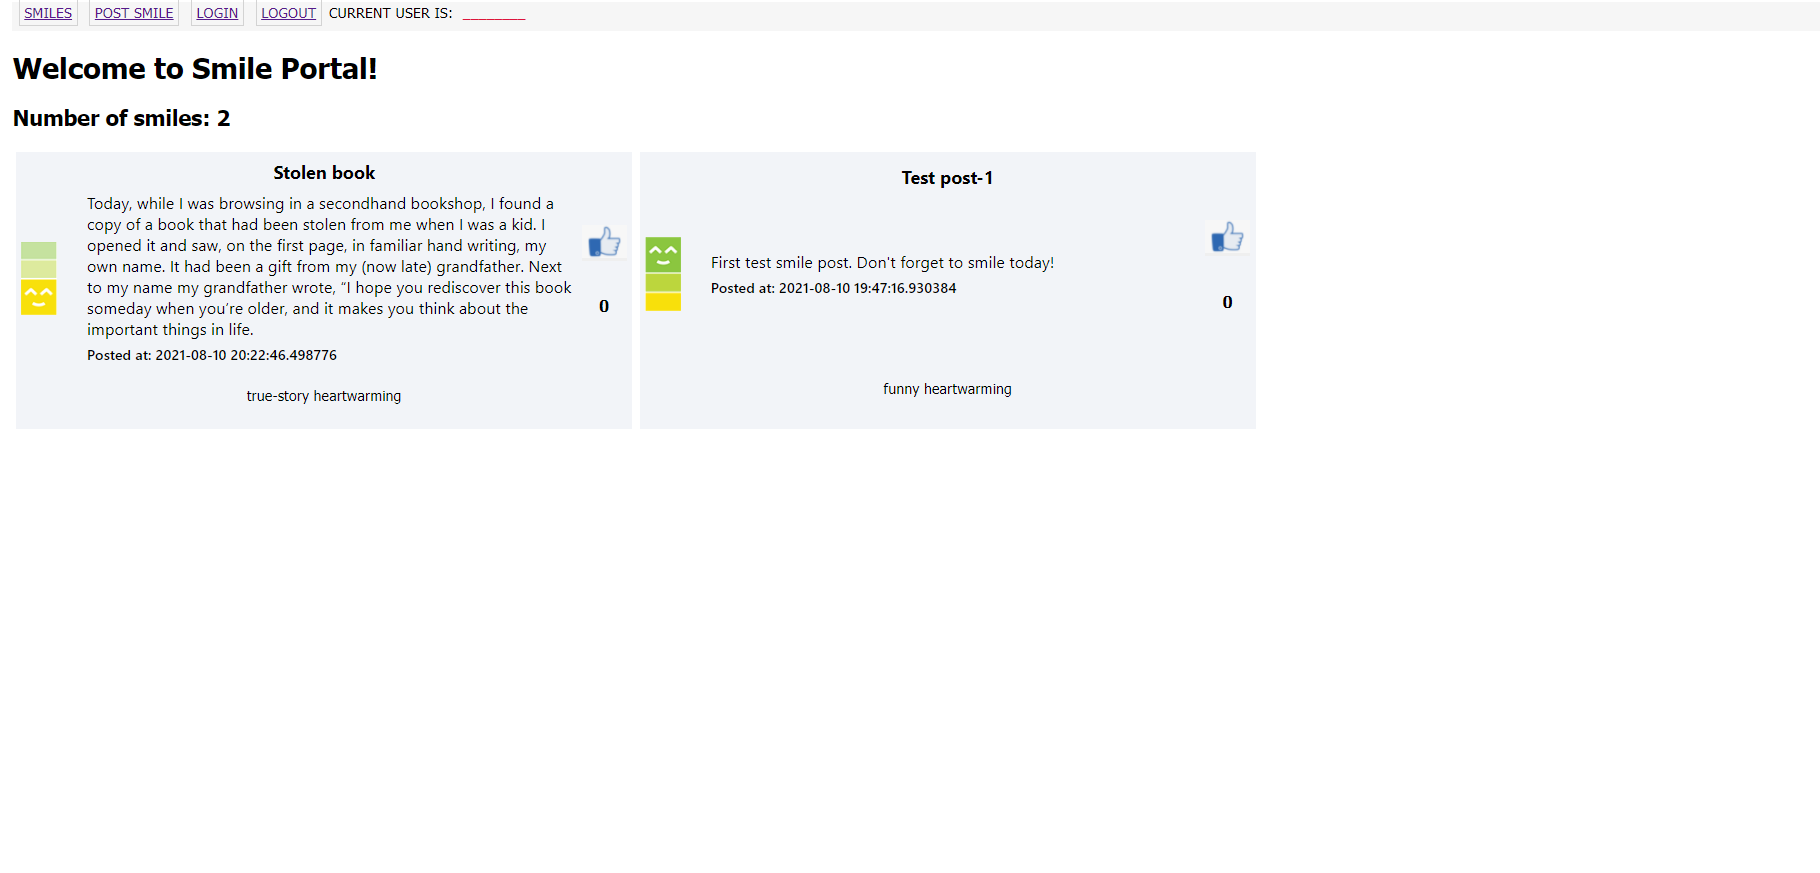 SMILES POST SMILE LOGIN LOGOUT CURRENT USER IS: ________
Welcome to Smile Portal!
Number of smiles: 2
Stolen book
Today, while I was browsing in a secondhand bookshop, I found a
copy of a book that had been stolen from me when I was a kid. I
opened it and saw, on the first page, in familiar hand writing, my
own name. It had been a gift from my (now late) grandfather. Next
to my name my grandfather wrote, “I hope you rediscover this book
someday when you’re older, and it makes you think about the
important things in life.
Posted at: 2021-08-10 20:22:46.498776
0
true-story heartwarming
Test post-1
First test smile post. Don't forget to smile today!
Posted at: 2021-08-10 19:47:16.930384
0
funny heartwarming